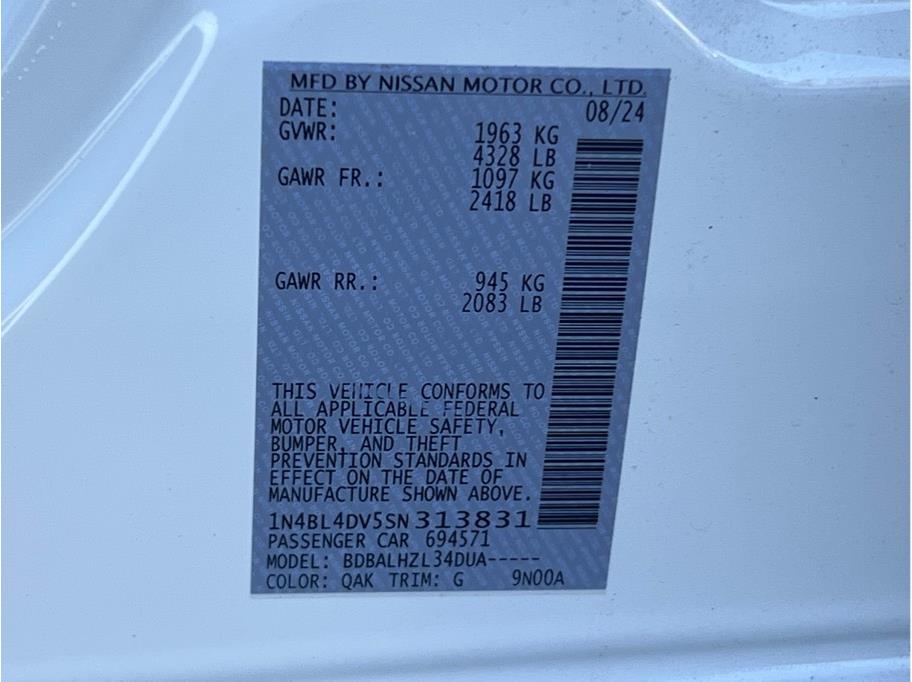 MFD BY NISSAN MOTOR CO., LTD.
DATE: 08/24
GVWR: 1963 KG
4328 LB
GAWR FR.: 1097 KG
2418 LB
GAWR RR.: 945 KG
2083 LB
THIS VEHICLE CONFORMS TO
ALL APPLICABLE FEDERAL
MOTOR VEHICLE SAFETY,
BUMPER, AND THEFT
PREVENTION STANDARDS IN
EFFECT ON THE DATE OF
MANUFACTURE SHOWN ABOVE.
1N4BL4DV5SN313831
PASSENGER CAR 694571
MODEL: BDBALHZL34DUA-----
COLOR: QAK TRIM: G 9N00A